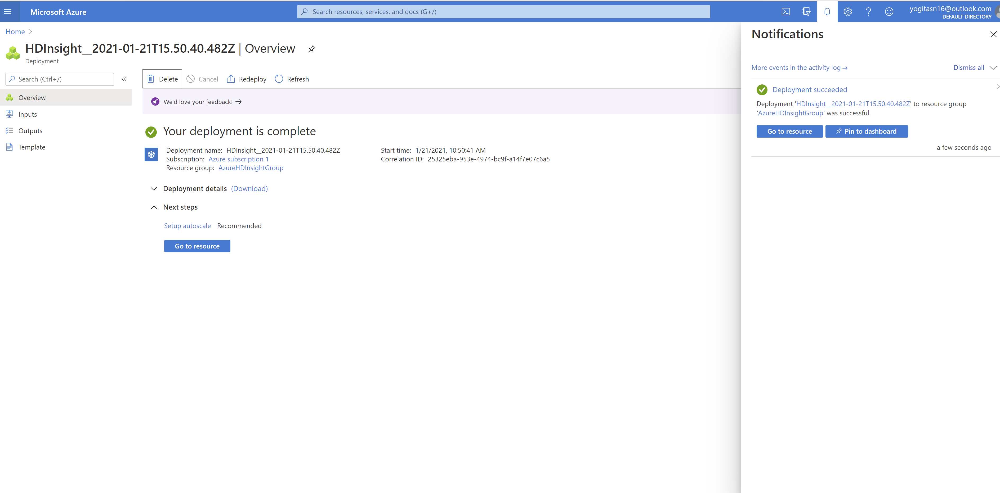 Microsoft Azure
Search resources, services, and docs (G+/)
yogitasn16@outlook.com
DEFAULT DIRECTORY
Home
HDInsight__2021-01-21T15.50.40.482Z | Overview
Deployment
Search (Ctrl+/)
Overview
Inputs
Outputs
Template
Delete
Cancel
Redeploy
Refresh
We'd love your feedback! →
Your deployment is complete
Deployment name: HDInsight__2021-01-21T15.50.40.482Z
Subscription: Azure subscription 1
Resource group: AzureHDInsightGroup
Start time: 1/21/2021, 10:50:41 AM
Correlation ID: 25325eba-953e-4974-bc9f-a14f7e07c6a5
Deployment details (Download)
Next steps
Setup autoscale Recommended
Go to resource
Notifications
More events in the activity log →
Dismiss all
Deployment succeeded
Deployment 'HDInsight__2021-01-21T15.50.40.482Z' to resource group
'AzureHDInsightGroup' was successful.
Go to resource
Pin to dashboard
a few seconds ago